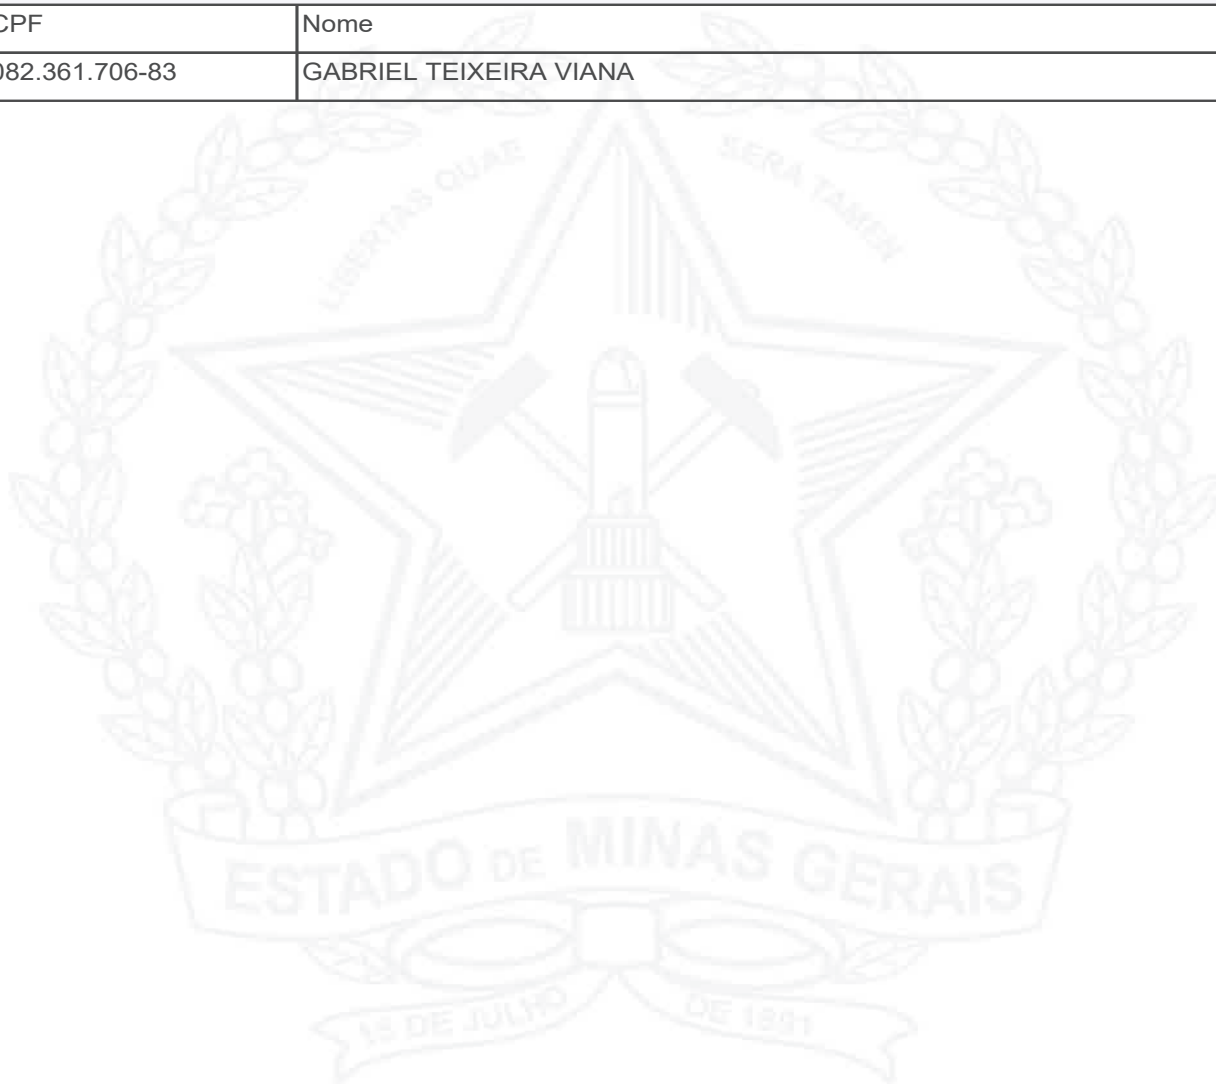 CPF Nome
082.361.706-83 GABRIEL TEIXEIRA VIANA
LIBERTAS QUAE SERA TAMEN
ESTADO DE MINAS GERAIS
15 DE JULHO DE 1891